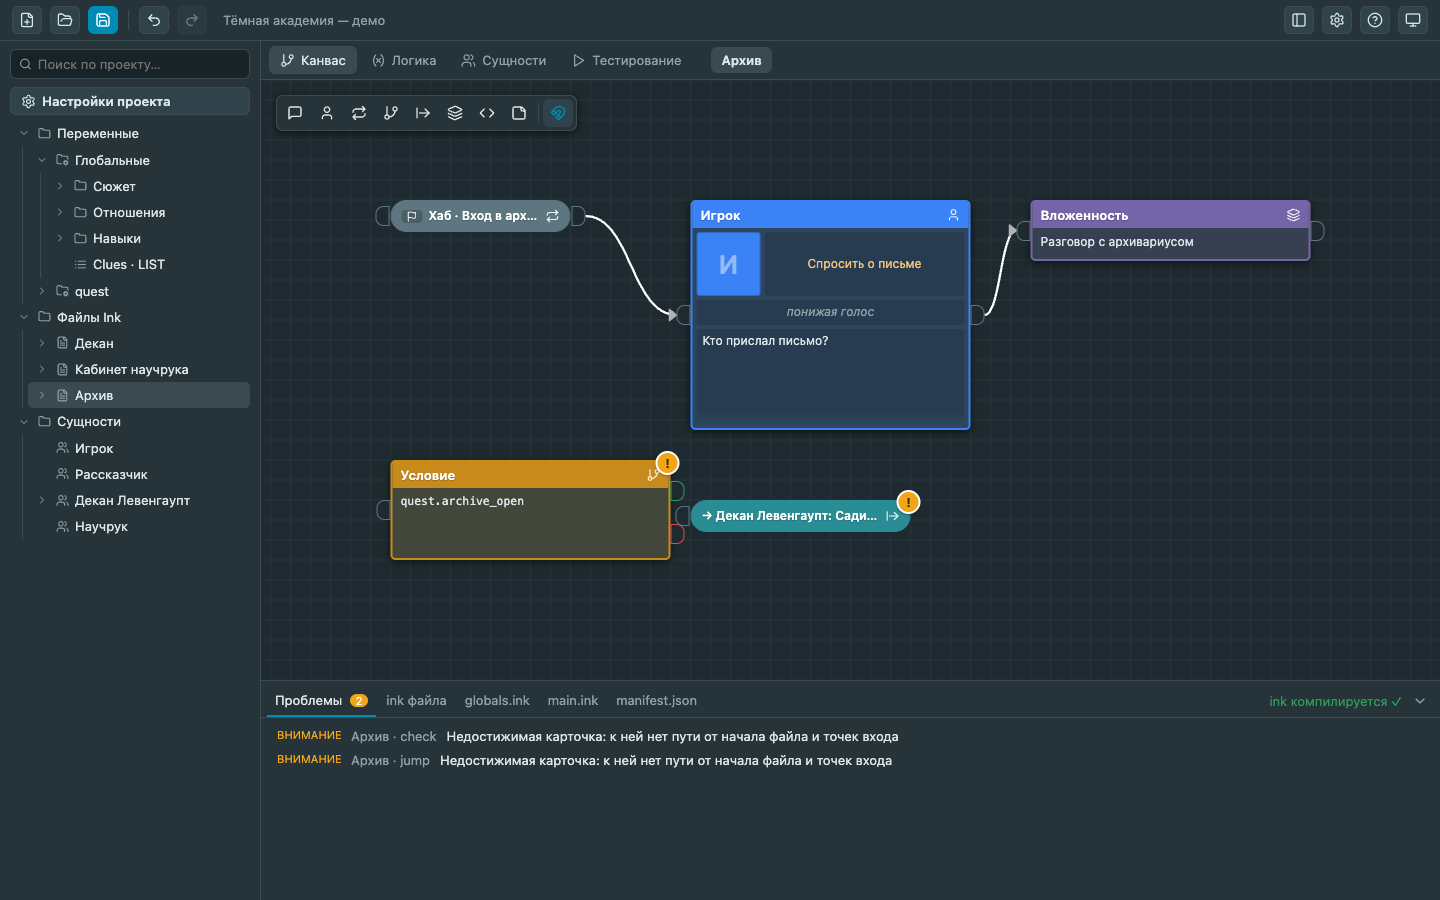 Тёмная академия — демо
Поиск по проекту...
Настройки проекта
Переменные
Глобальные
Сюжет
Отношения
Навыки
Clues · LIST
quest
Файлы Ink
Декан
Кабинет научрука
Архив
Сущности
Игрок
Рассказчик
Декан Левенгаупт
Научрук
Канвас
Логика
Сущности
Тестирование
Архив
Хаб · Вход в арх...
Игрок
И
Спросить о письме
понижая голос
Кто прислал письмо?
Вложенность
Разговор с архивариусом
Условие
!
quest.archive_open
→ Декан Левенгаупт: Сади...
!
Проблемы 2
ink файла
globals.ink
main.ink
manifest.json
ink компилируется ✓
ВНИМАНИЕ Архив · check Недостижимая карточка: к ней нет пути от начала файла и точек входа
ВНИМАНИЕ Архив · jump Недостижимая карточка: к ней нет пути от начала файла и точек входа